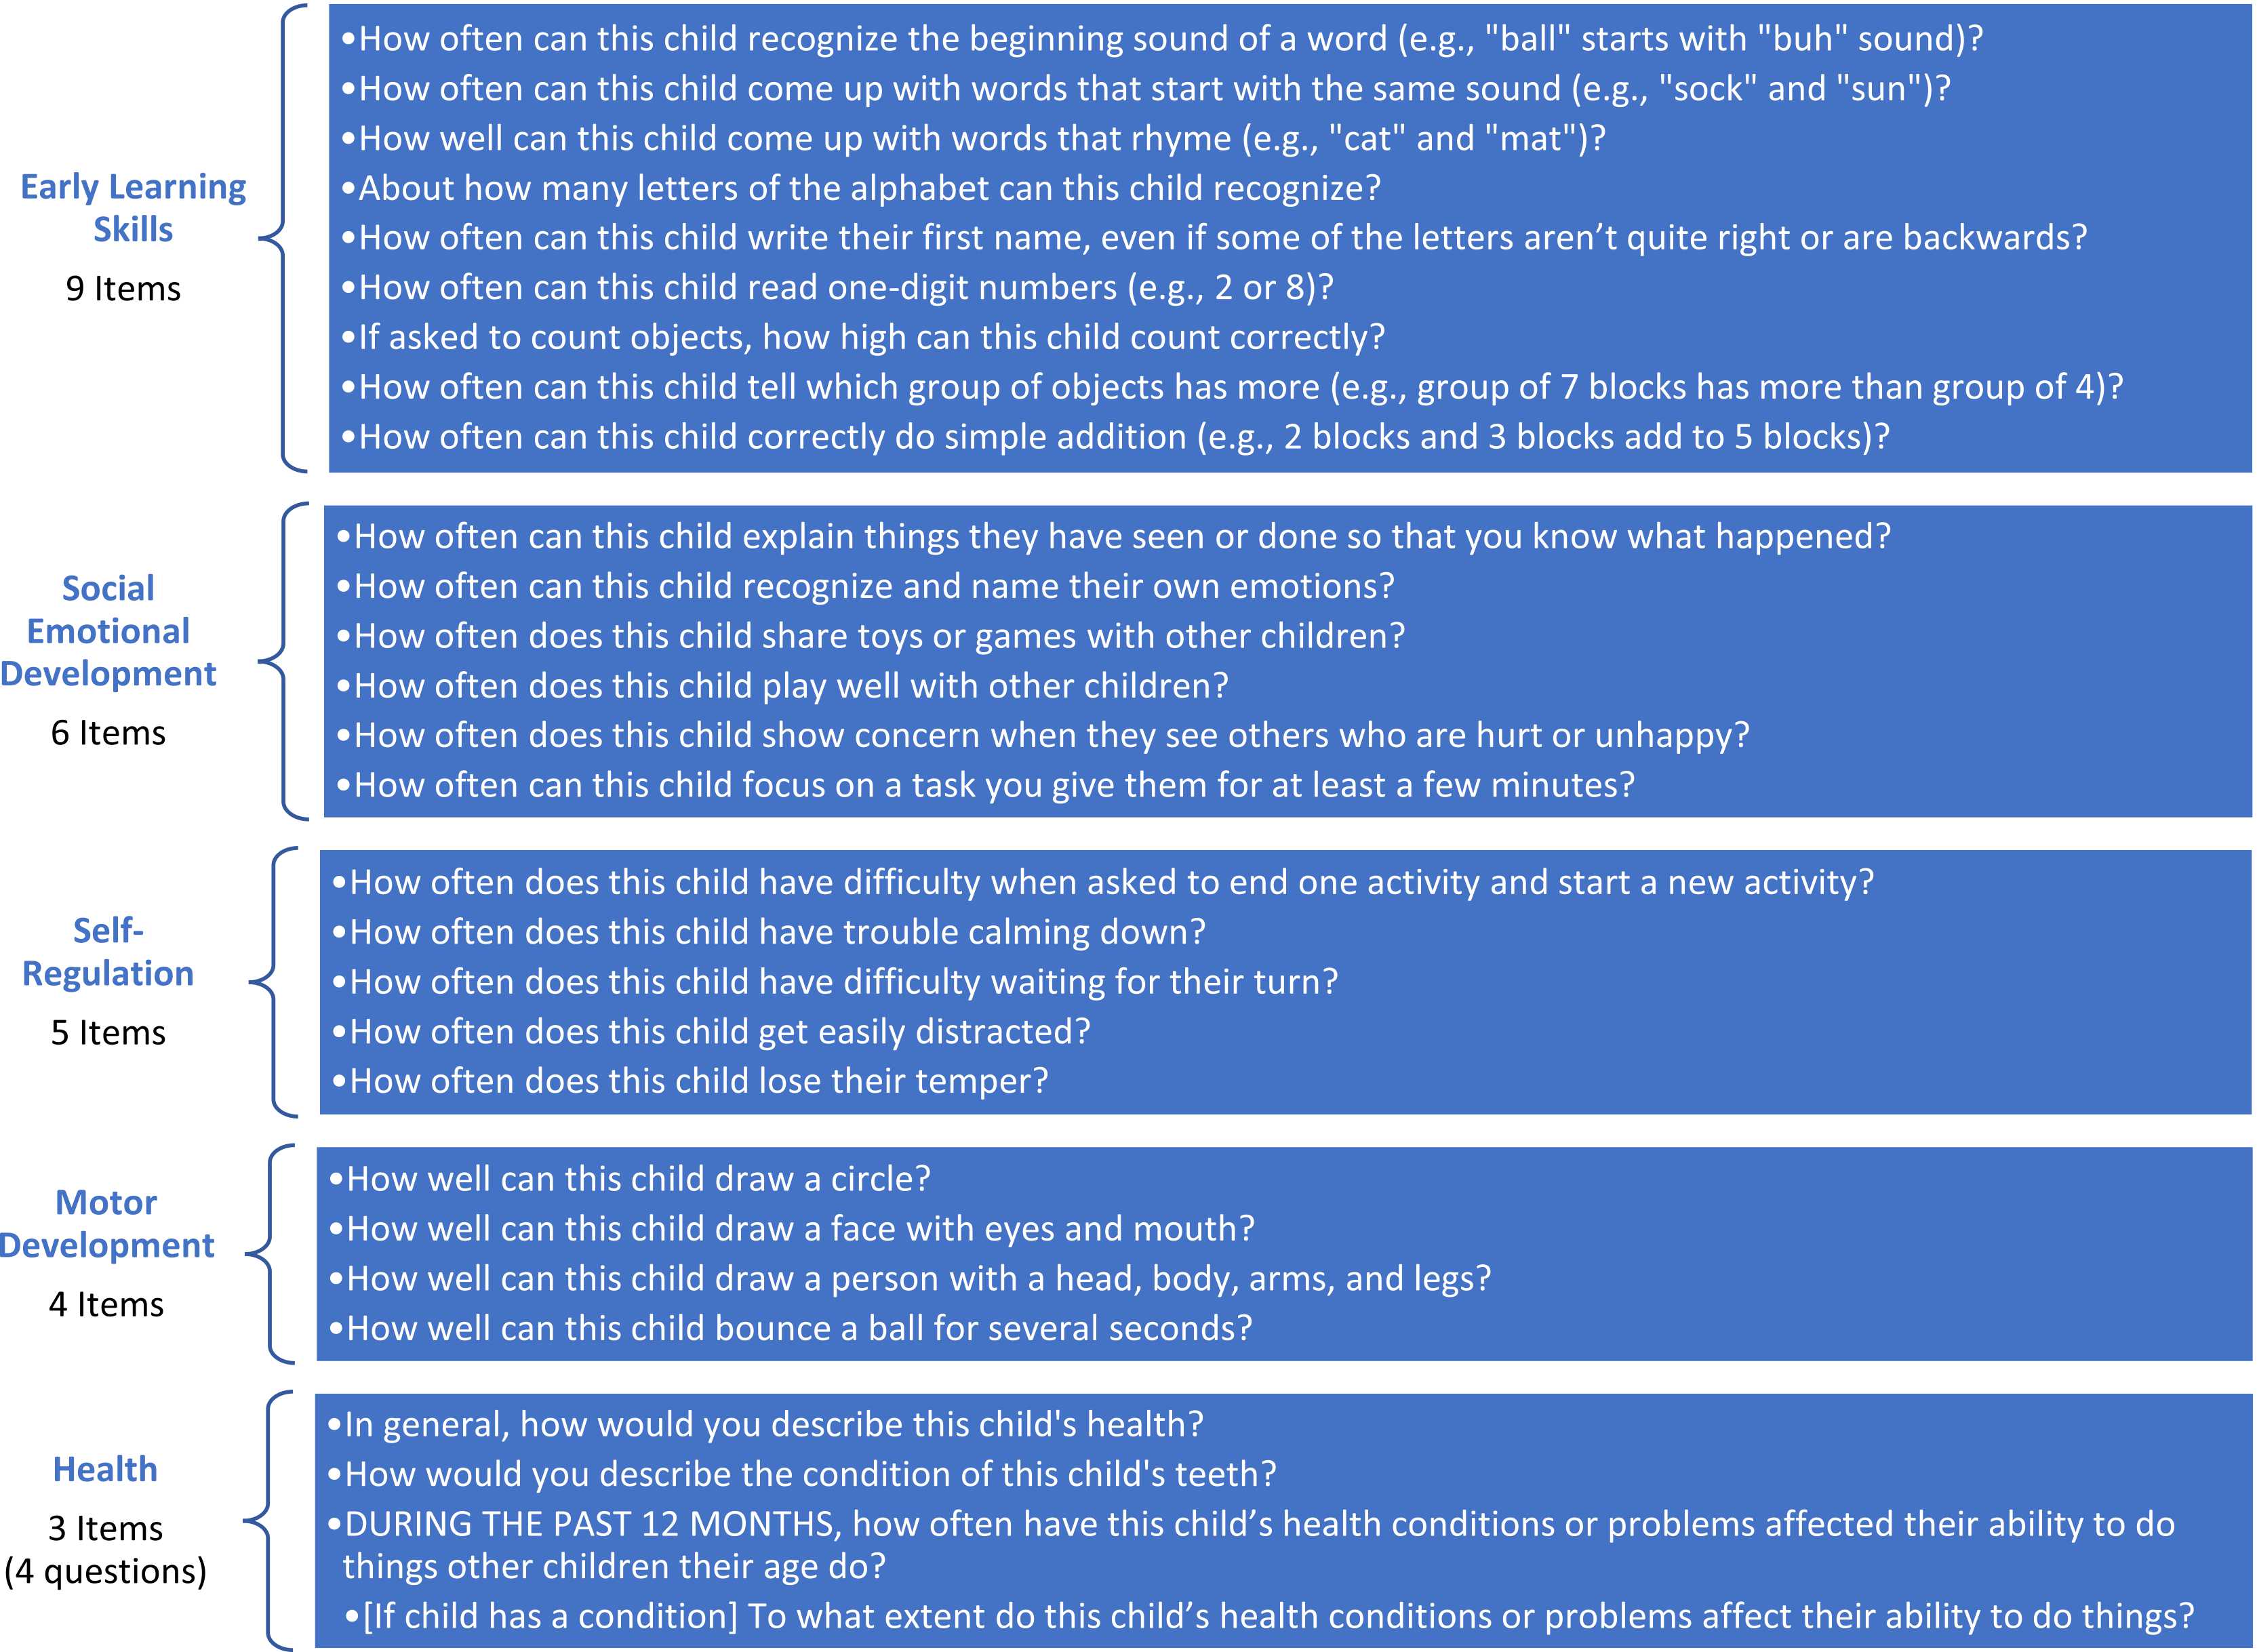 Early Learning
Skills
9 Items
•How often can this child recognize the beginning sound of a word (e.g., "ball" starts with "buh" sound)?
•How often can this child come up with words that start with the same sound (e.g., "sock" and "sun")?
•How well can this child come up with words that rhyme (e.g., "cat" and "mat")?
•About how many letters of the alphabet can this child recognize?
•How often can this child write their first name, even if some of the letters aren’t quite right or are backwards?
•How often can this child read one-digit numbers (e.g., 2 or 8)?
•If asked to count objects, how high can this child count correctly?
•How often can this child tell which group of objects has more (e.g., group of 7 blocks has more than group of 4)?
•How often can this child correctly do simple addition (e.g., 2 blocks and 3 blocks add to 5 blocks)?
Social
Emotional
Development
6 Items
•How often can this child explain things they have seen or done so that you know what happened?
•How often can this child recognize and name their own emotions?
•How often does this child share toys or games with other children?
•How often does this child play well with other children?
•How often does this child show concern when they see others who are hurt or unhappy?
•How often can this child focus on a task you give them for at least a few minutes?
Self-
Regulation
5 Items
•How often does this child have difficulty when asked to end one activity and start a new activity?
•How often does this child have trouble calming down?
•How often does this child have difficulty waiting for their turn?
•How often does this child get easily distracted?
•How often does this child lose their temper?
Motor
Development
4 Items
•How well can this child draw a circle?
•How well can this child draw a face with eyes and mouth?
•How well can this child draw a person with a head, body, arms, and legs?
•How well can this child bounce a ball for several seconds?
Health
3 Items
(4 questions)
•In general, how would you describe this child's health?
•How would you describe the condition of this child's teeth?
•DURING THE PAST 12 MONTHS, how often have this child’s health conditions or problems affected their ability to do
things other children their age do?
•[If child has a condition] To what extent do this child’s health conditions or problems affect their ability to do things?